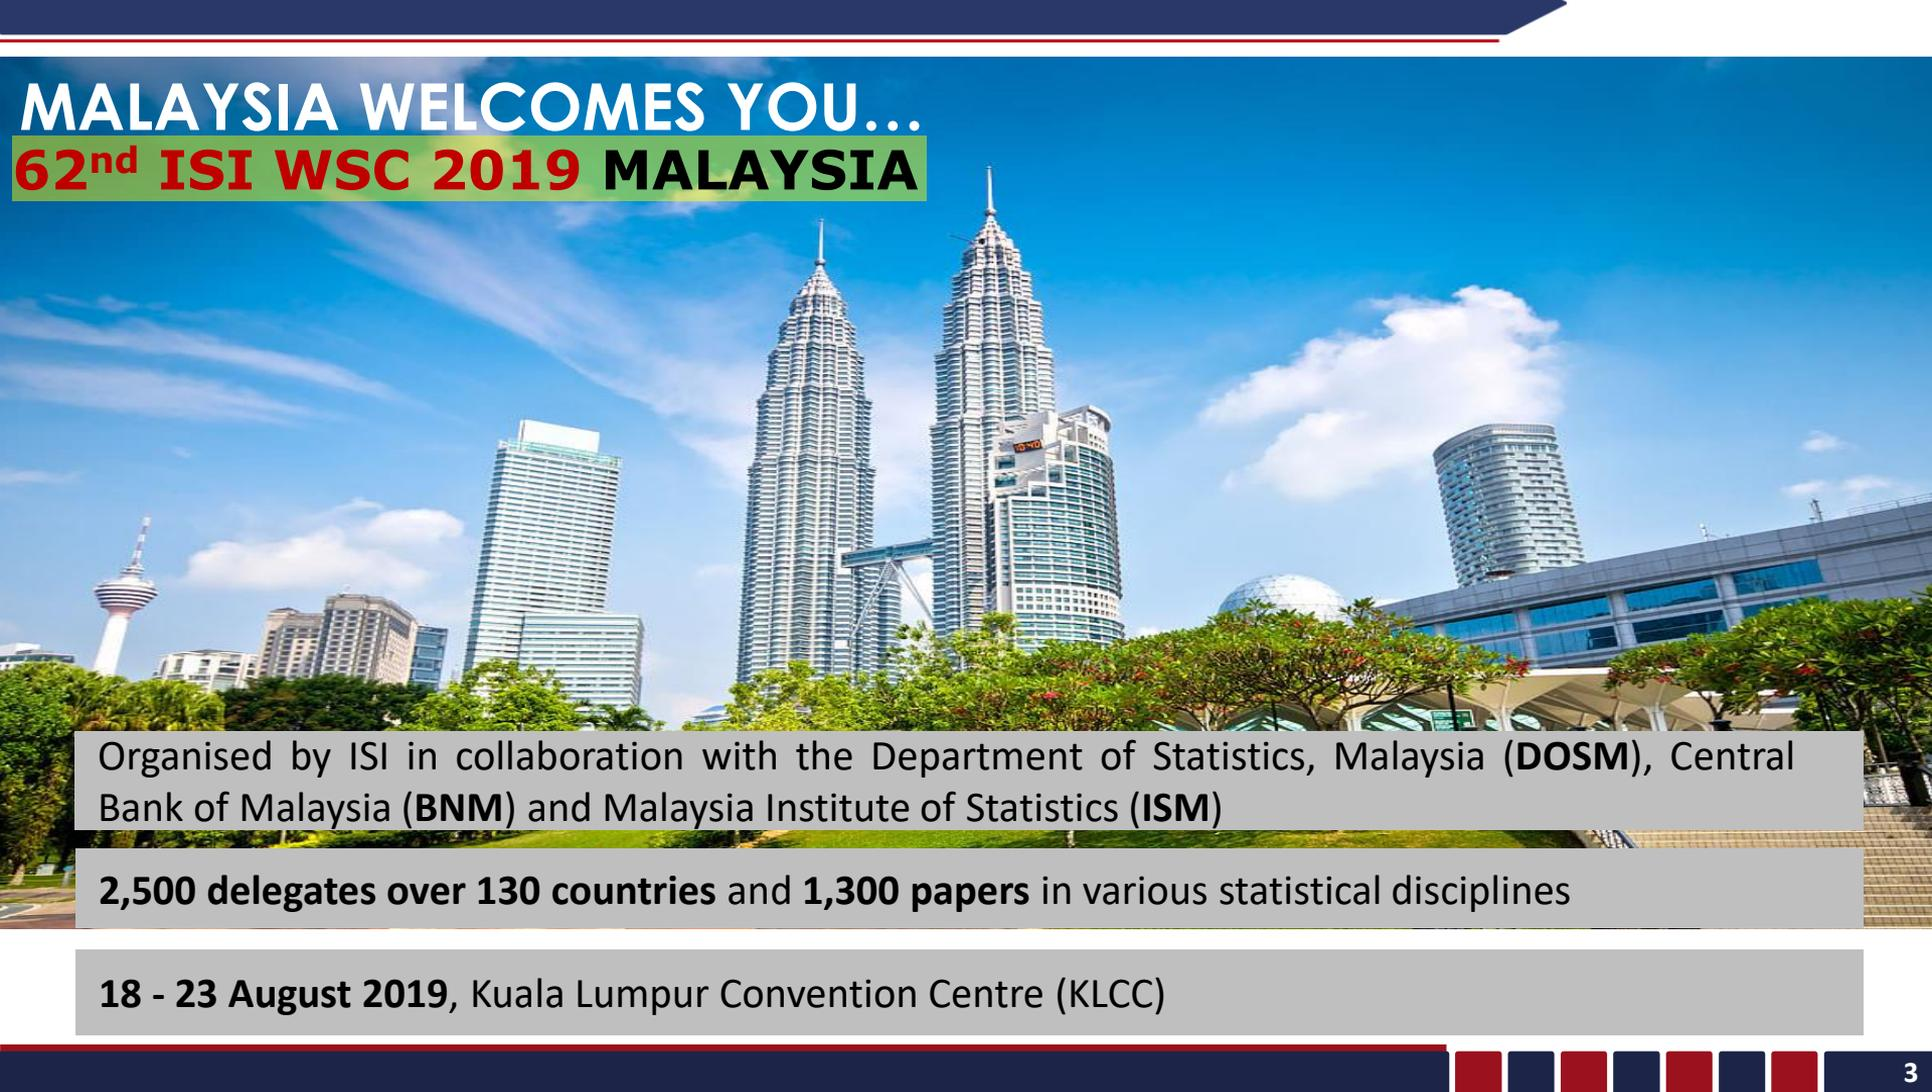 MALAYSIA WELCOMES YOU…
62nd ISI WSC 2019 MALAYSIA
Organised by ISI in collaboration with the Department of Statistics, Malaysia (DOSM), Central
Bank of Malaysia (BNM) and Malaysia Institute of Statistics (ISM)
2,500 delegates over 130 countries and 1,300 papers in various statistical disciplines
18 - 23 August 2019, Kuala Lumpur Convention Centre (KLCC)
3